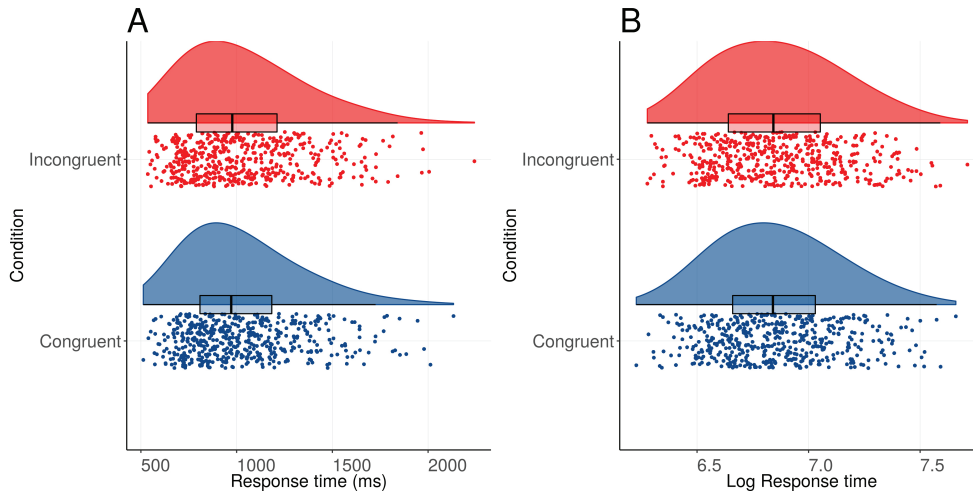 A
Condition
Incongruent
Congruent
500 1000 1500 2000
Response time (ms)
B
Condition
Incongruent
Congruent
6.5 7.0 7.5
Log Response time